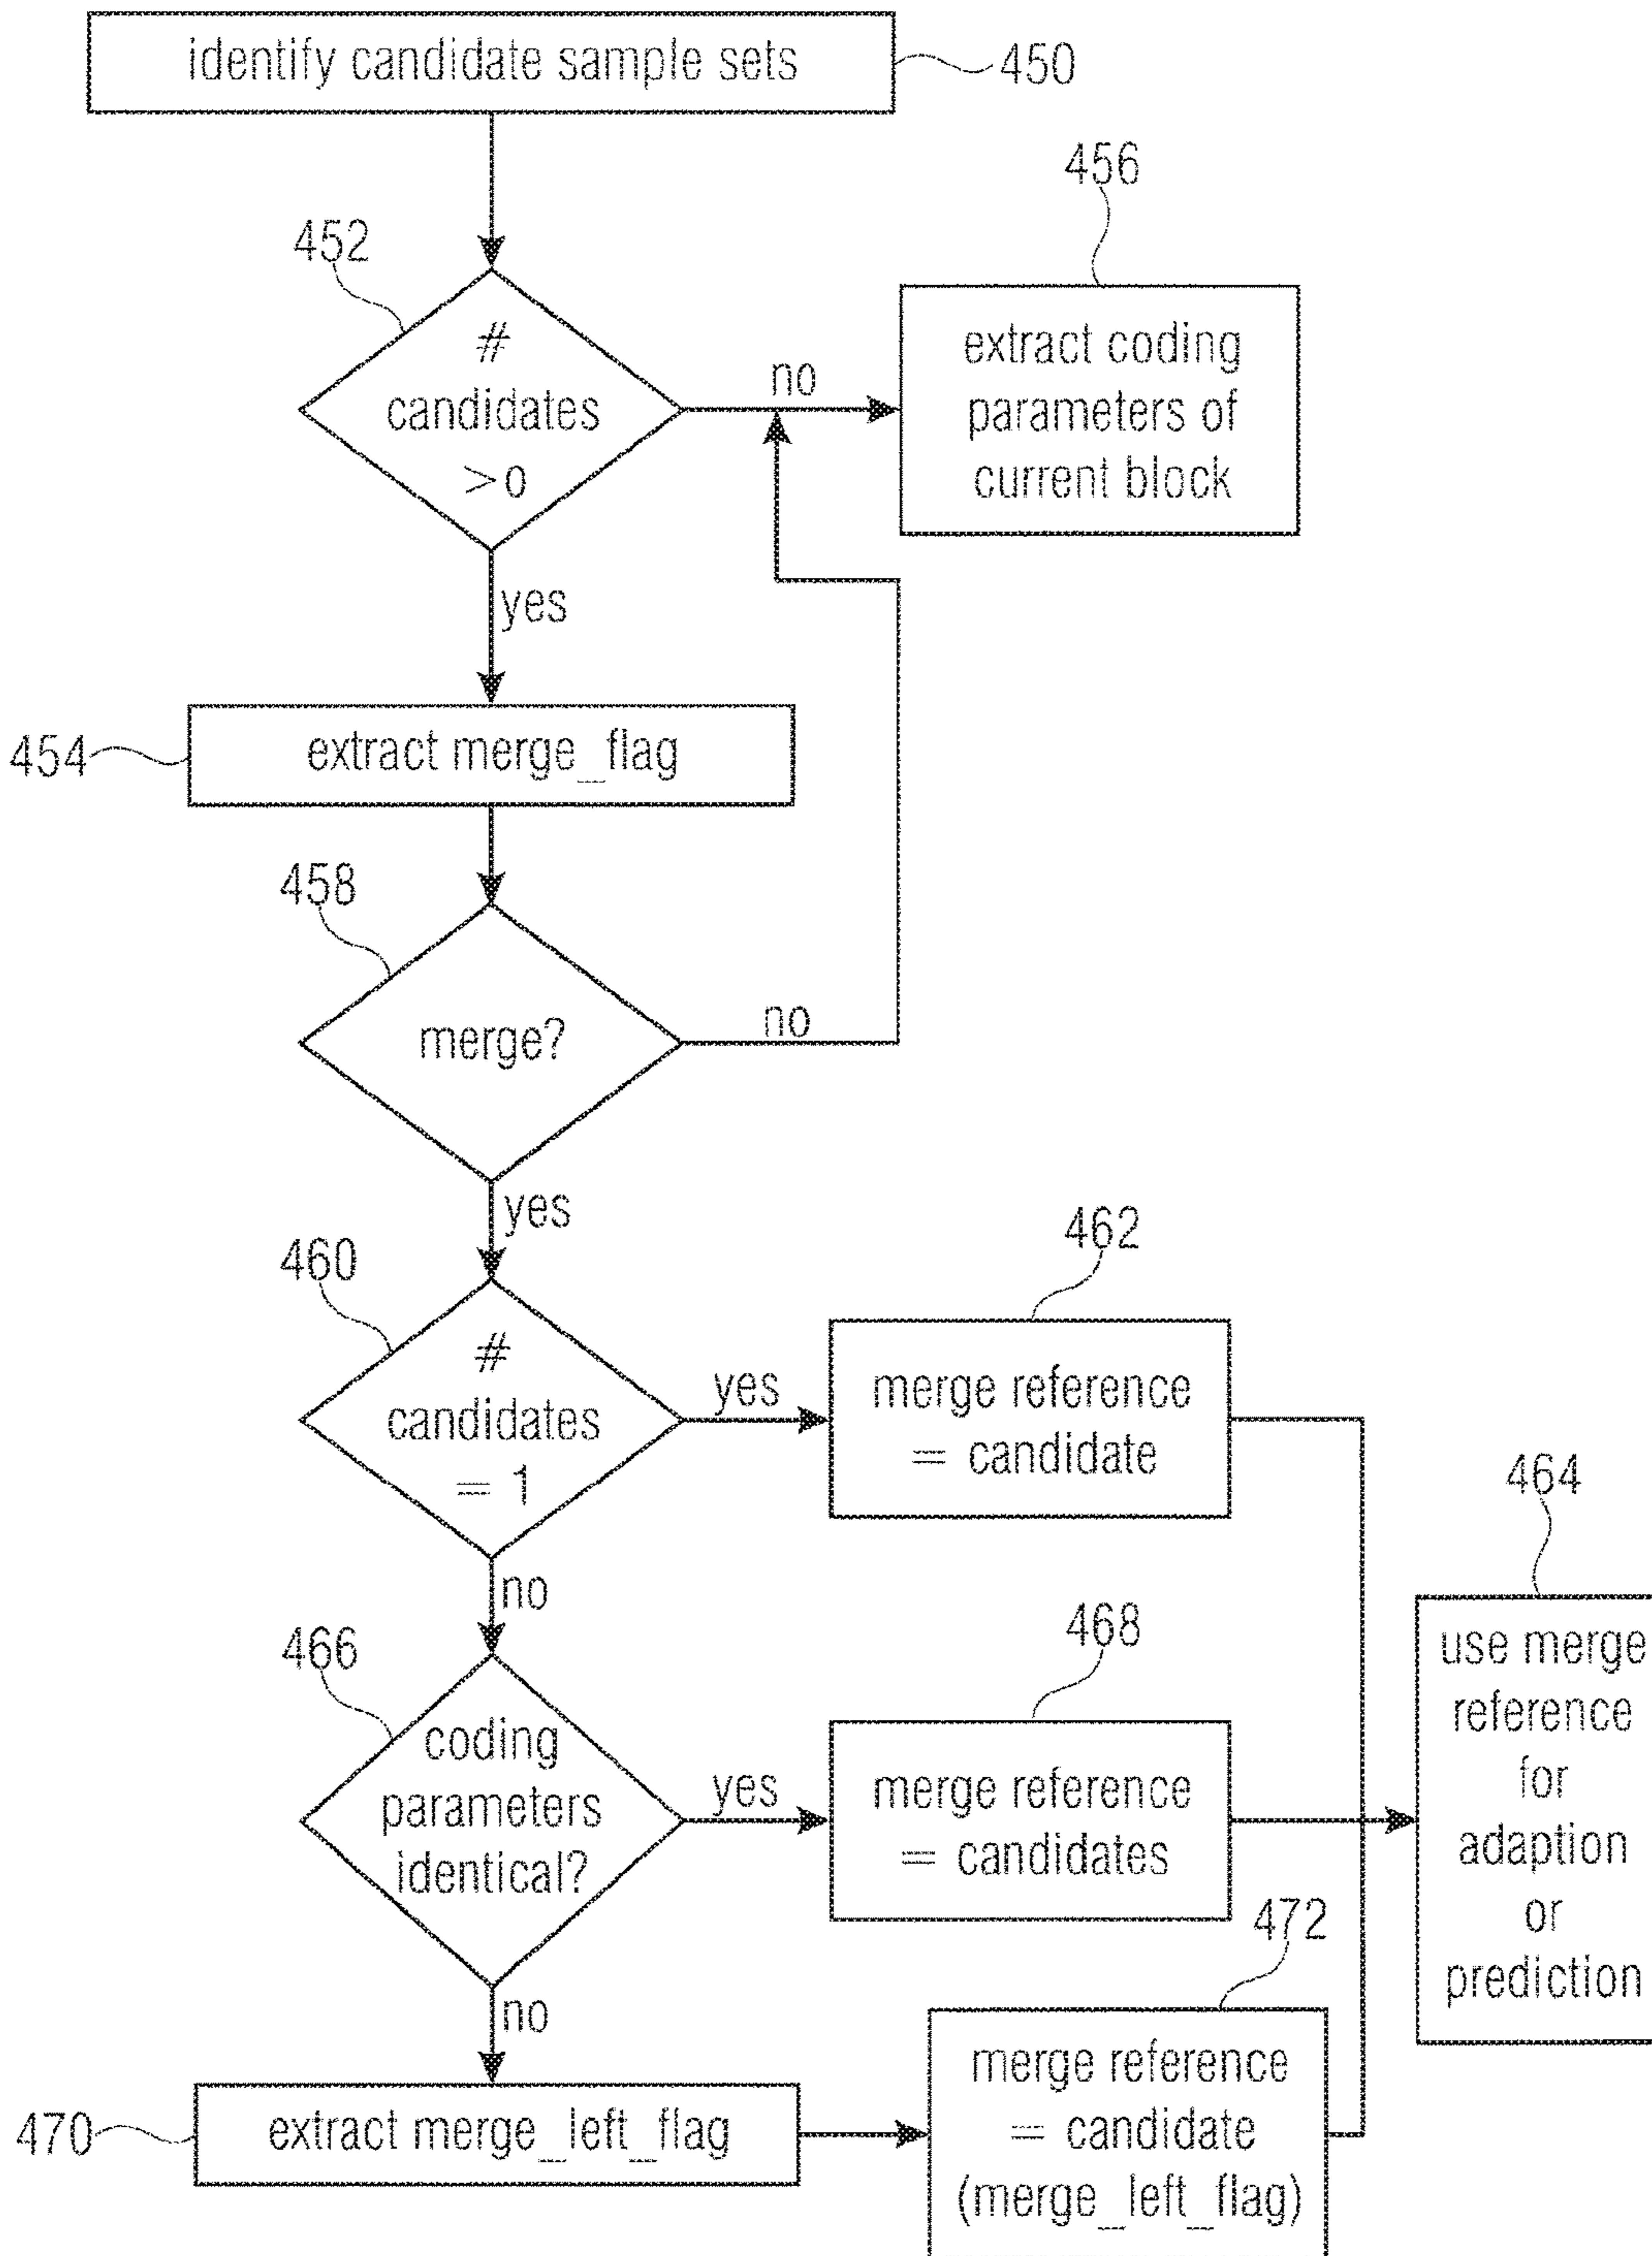 identify candidate sample sets
450
456
452
#
candidates
>0
no
extract coding
parameters of
current block
yes
454
extract merge_flag
458
merge?
no
yes
460
#
candidates
= 1
yes
462
merge reference
= candidate
464
use merge
reference
for
adaption
or
prediction
no
466
coding
parameters
identical?
yes
468
merge reference
= candidates
472
no
470
extract merge_left_flag
merge reference
= candidate
(merge_left_flag)